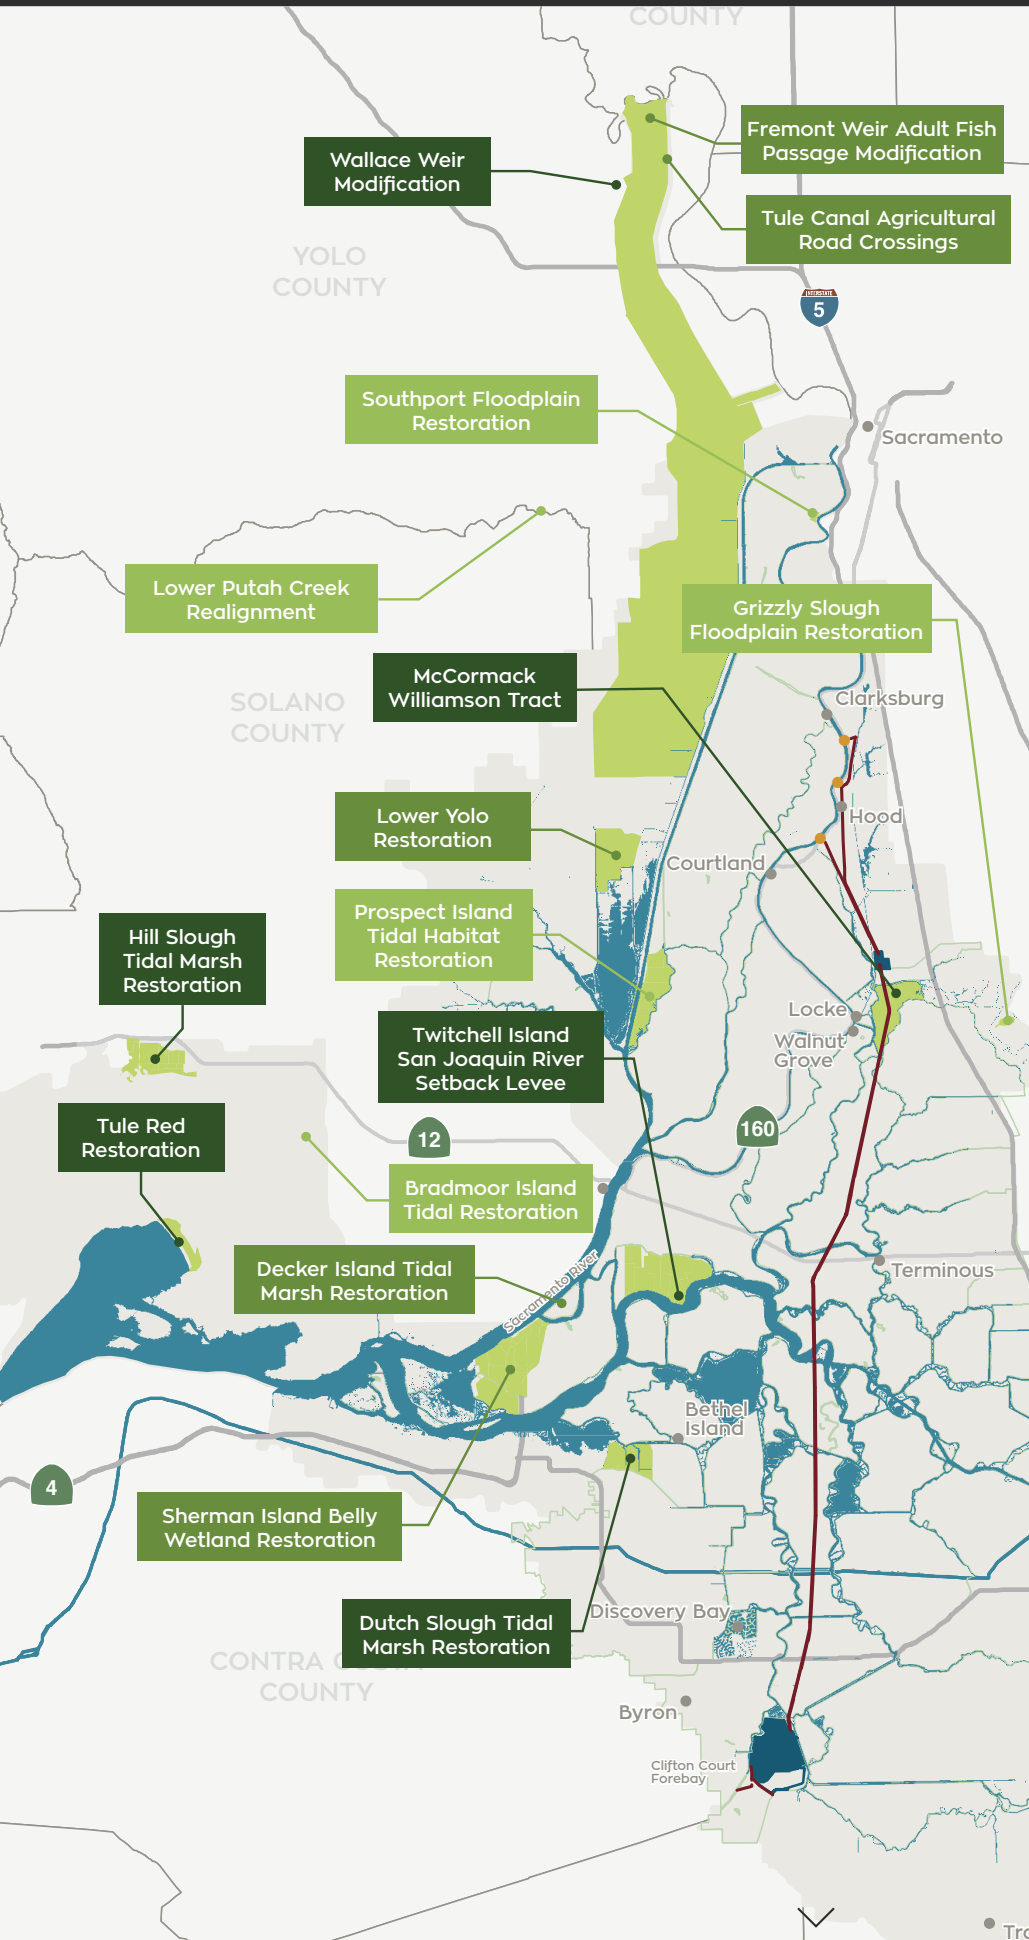 COUNTY
Fremont Weir Adult Fish
Passage Modification
Wallace Weir
Modification
Tule Canal Agricultural
Road Crossings
YOLO
COUNTY
INTERSTATE
5
Southport Floodplain
Restoration
Sacramento
Lower Putah Creek
Realignment
Grizzly Slough
Floodplain Restoration
McCormack
Williamson Tract
SOLANO
COUNTY
Clarksburg
Lower Yolo
Restoration
Hood
Courtland
Prospect Island
Tidal Habitat
Restoration
Hill Slough
Tidal Marsh
Restoration
Locke
Walnut
Grove
Twitchell Island
San Joaquin River
Setback Levee
Tule Red
Restoration
12
160
Bradmoor Island
Tidal Restoration
Decker Island Tidal
Marsh Restoration
Sacramento River
Terminous
Bethel
Island
4
Sherman Island Belly
Wetland Restoration
Dutch Slough Tidal
Marsh Restoration
Discovery Bay
CONTRA COSTA
COUNTY
Byron
Clifton Court
Forebay